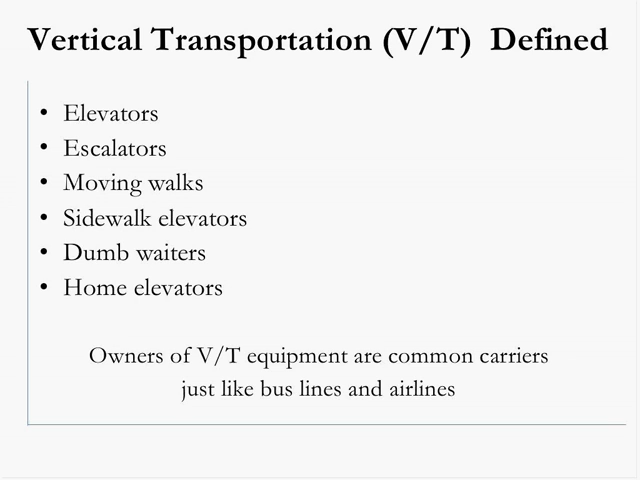 Vertical Transportation (V/T)  Defined
• Elevators
• Escalators
• Moving walks
• Sidewalk elevators
• Dumb waiters
• Home elevators
Owners of V/T equipment are common carriers
just like bus lines and airlines